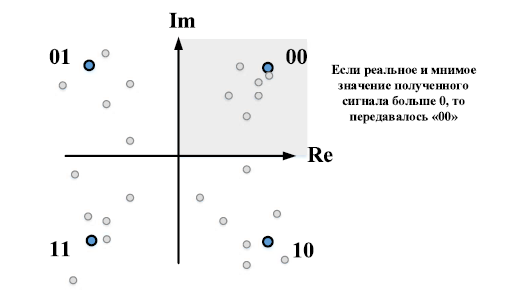 Im
01
00
Если реальное и мнимое
значение полученного
сигнала больше 0, то
передавалось «00»
Re
11
10